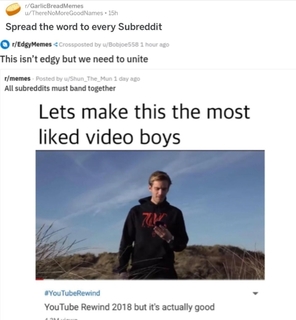 r/GarlicBreadMemes
u/ThereNoMoreGoodNames • 15h
Spread the word to every Subreddit
r/EdgyMemes Crossposted by u/Bobjoe558 1 hour ago
This isn't edgy but we need to unite
r/memes · Posted by u/Shun_The_Mun 1 day ago
All subreddits must band together
Lets make this the most
liked video boys
#YouTubeRewind
YouTube Rewind 2018 but it's actually good